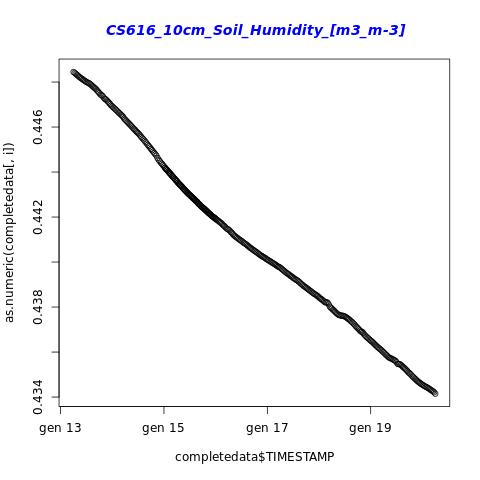 CS616_10cm_Soil_Humidity_[m3_m-3]
as.numeric(completedata[, i])
0.446
0.442
0.438
0.434
gen 13 gen 15 gen 17 gen 19
completedata$TIMESTAMP